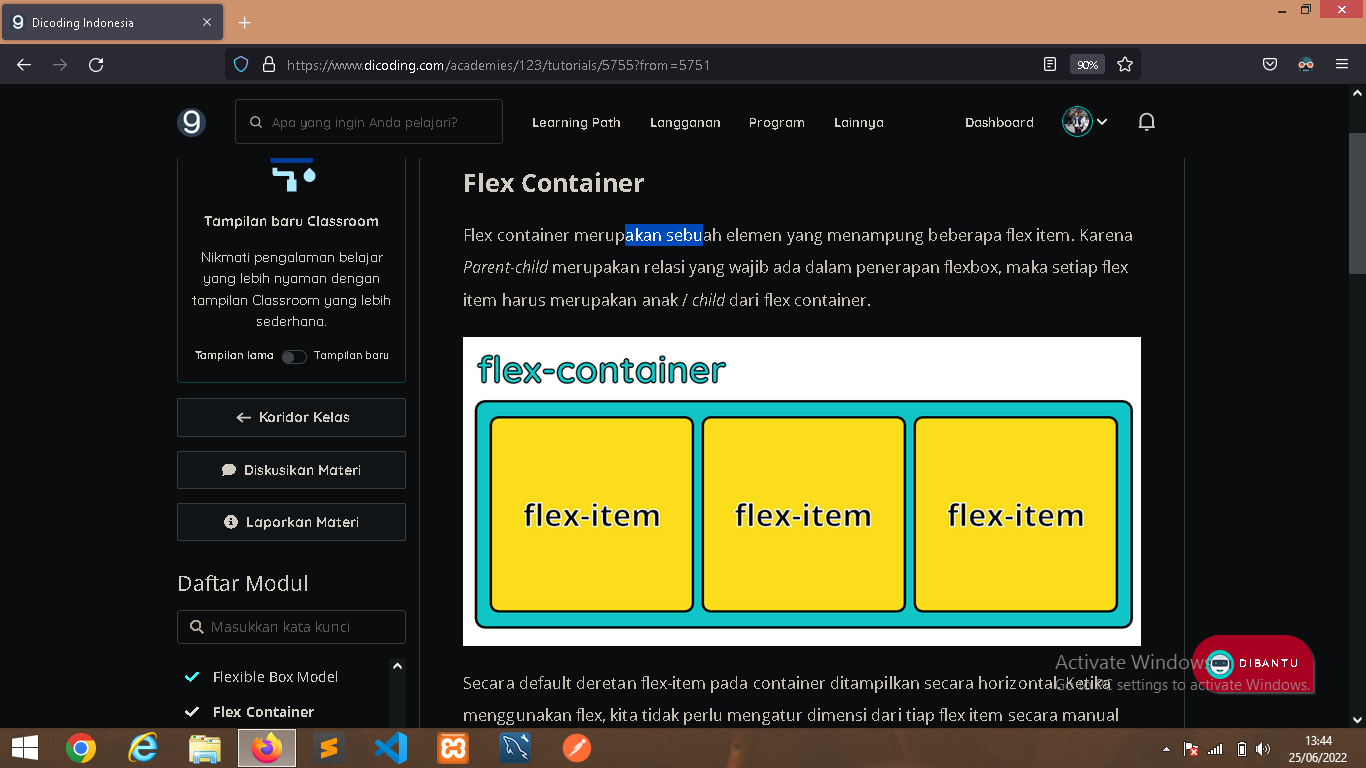 Dicoding Indonesia
https://www.dicoding.com/academies/123/tutorials/5755?from=5751
90%
Apa yang ingin Anda pelajari?
Learning Path
Langganan
Program
Lainnya
Dashboard
Tampilan baru Classroom
Nikmati pengalaman belajar
yang lebih nyaman dengan
tampilan Classroom yang lebih
sederhana.
Tampilan lama
Tampilan baru
Koridor Kelas
Diskusikan Materi
Laporkan Materi
Daftar Modul
Masukkan kata kunci
Flexible Box Model
Flex Container
Flex Container
Flex container merupakan sebuah elemen yang menampung beberapa flex item. Karena
Parent-child merupakan relasi yang wajib ada dalam penerapan flexbox, maka setiap flex
item harus merupakan anak / child dari flex container.
flex-container
flex-item
flex-item
flex-item
Secara default deretan flex-item pada container ditampilkan secara horizontal. Ketika
menggunakan flex, kita tidak perlu mengatur dimensi dari tiap flex item secara manual
Activate Windows
Go to PC settings to activate Windows.
DIBANTU
13:44
25/06/2022